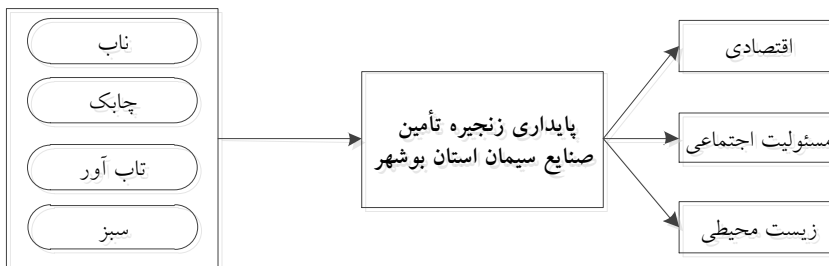 ناب
چابک
تاب آور
سبز
پایداری زنجیره تأمین
صنایع سیمان استان بوشهر
اقتصادی
مسئولیت اجتماعی
زیست محیطی